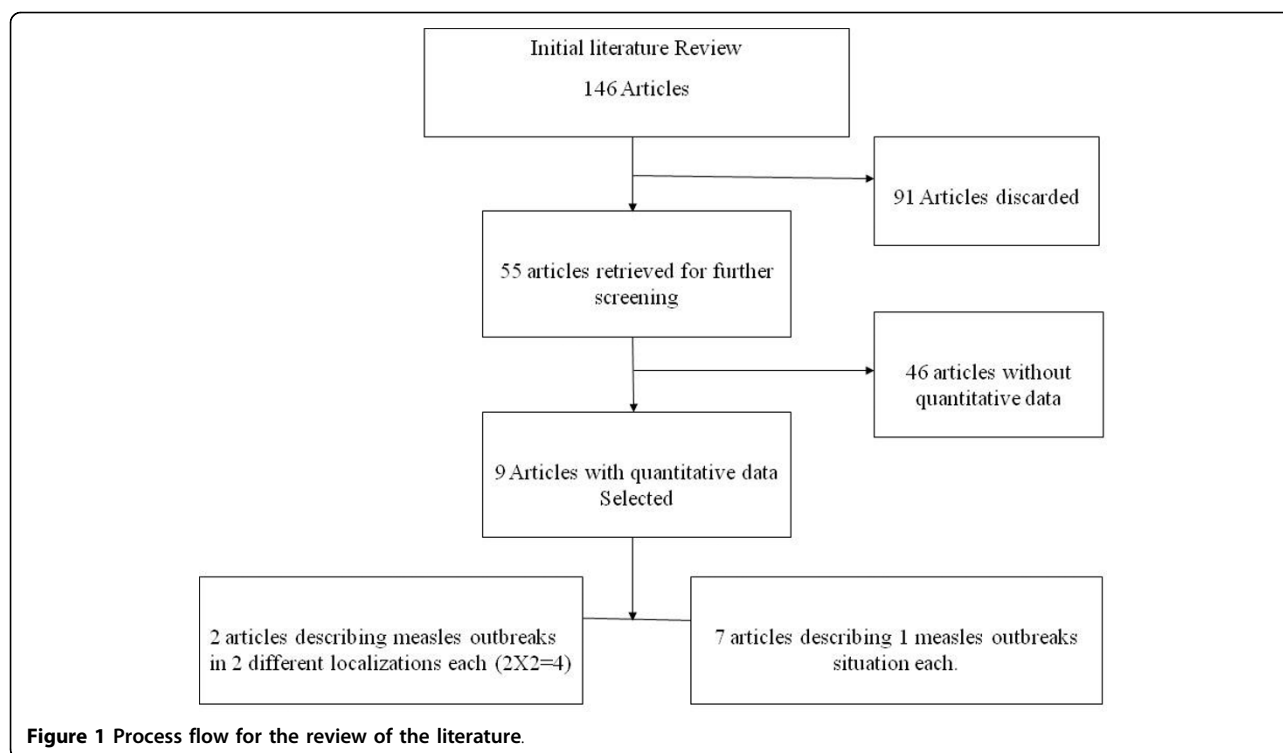 Initial literature Review
146 Articles
91 Articles discarded
55 articles retrieved for further
screening
46 articles without
quantitative data
9 Articles with quantitative data
Selected
2 articles describing measles outbreaks
in 2 different localizations each (2X2=4)
7 articles describing 1 measles outbreaks
situation each.
Figure 1 Process flow for the review of the literature.